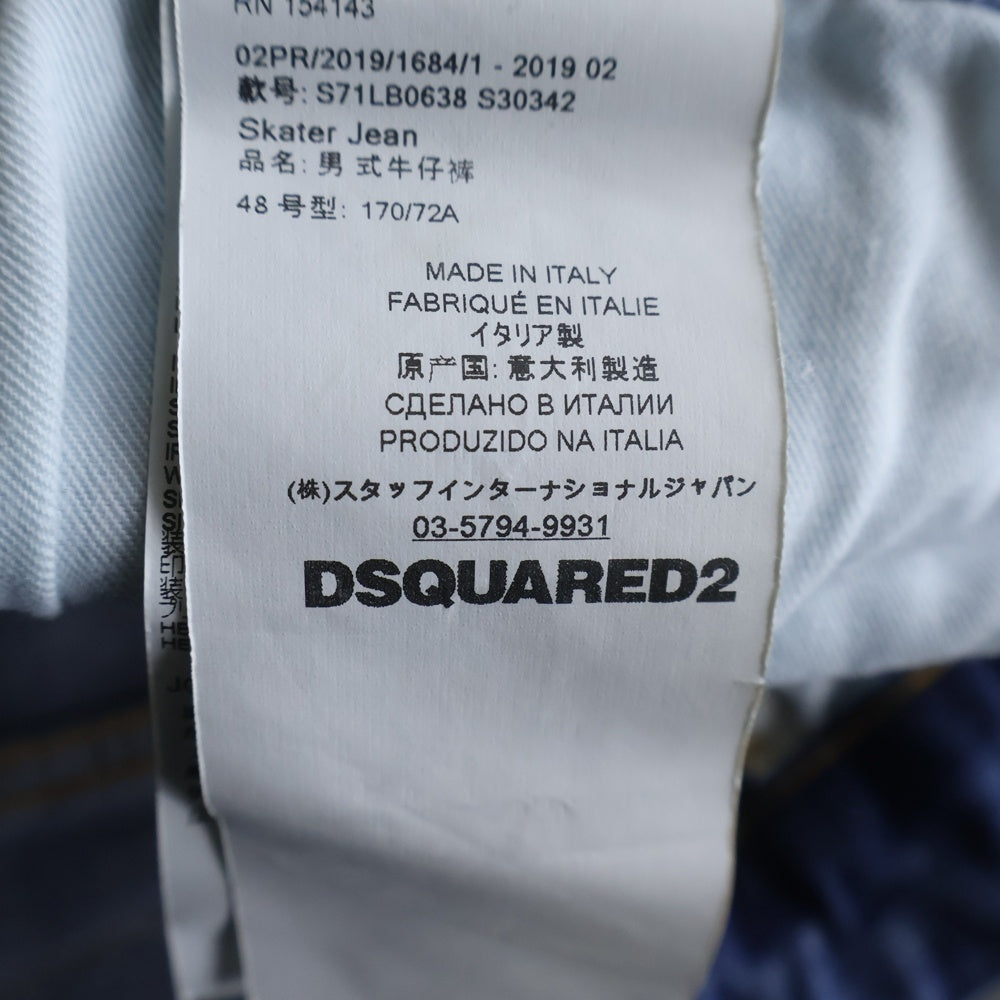 RN 154143
02PR/2019/1684/1 - 2019 02
款号: S71LB0638 S30342
Skater Jean
品名: 男 式牛仔裤
48 号型: 170/72A
MADE IN ITALY
FABRIQUÉ EN ITALIE
イタリア製
原产国: 意大利製造
СДЕЛАНО В ИТАЛИИ
PRODUZIDO NA ITALIA
(株)スタッフインターナショナルジャパン
03-5794-9931
DSQUARED2